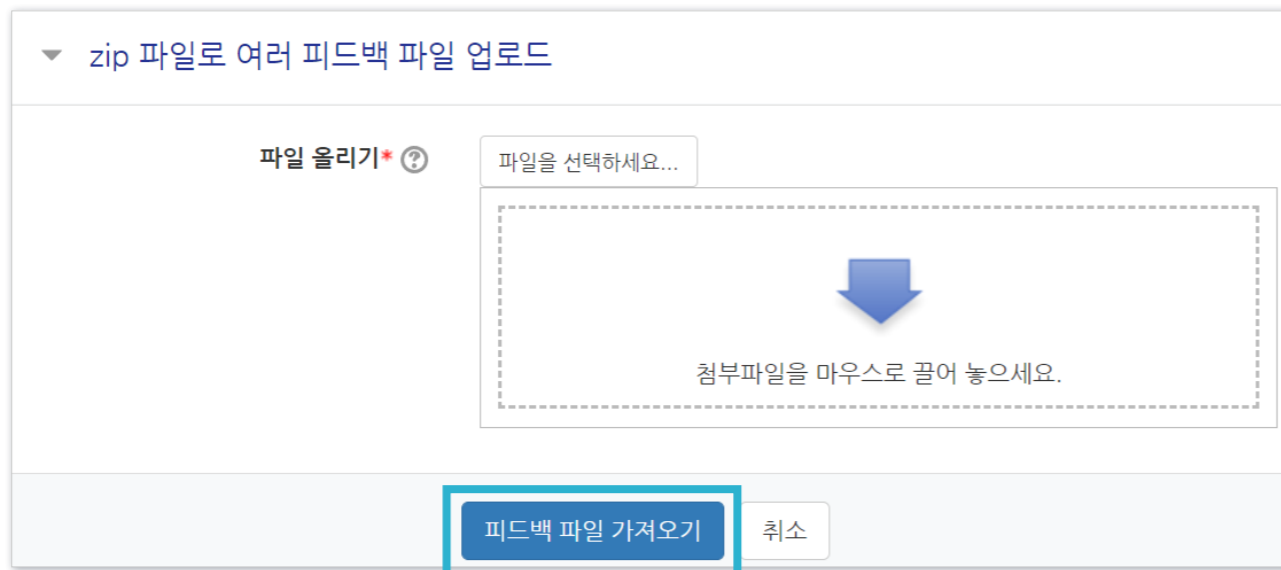 zip 파일로 여러 피드백 파일 업로드
파일 올리기* 파일을 선택하세요...
첨부파일을 마우스로 끌어 놓으세요.
피드백 파일 가져오기 취소